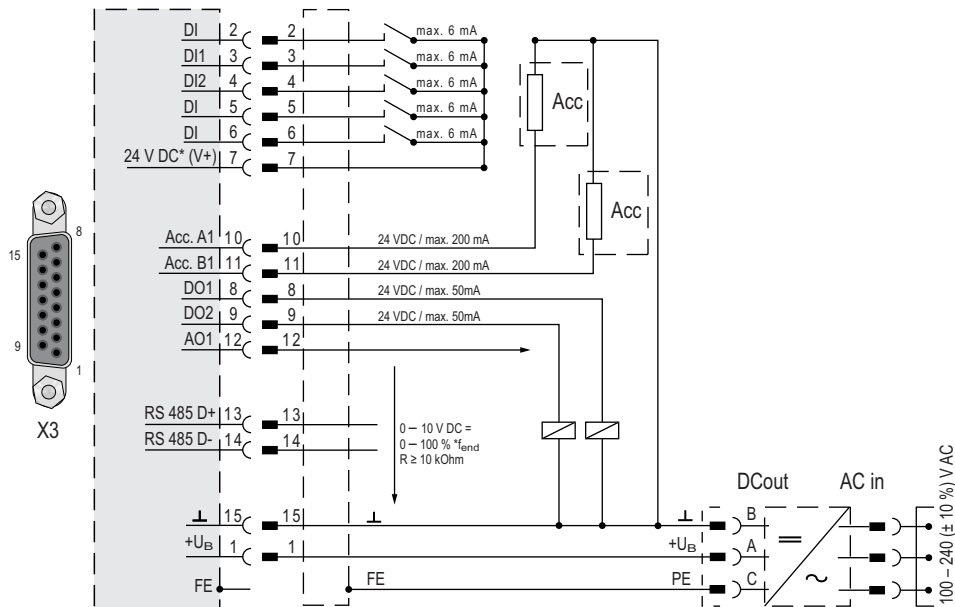 DI 2 2 max. 6 mA
DI1 3 3 max. 6 mA
DI2 4 4 max. 6 mA
DI 5 5 max. 6 mA
DI 6 6 max. 6 mA
24 V DC* (V+) 7 7
Acc
Acc
8
15
9
1
X3
Acc. A1 10 10 24 VDC / max. 200 mA
Acc. B1 11 11 24 VDC / max. 200 mA
DO1 8 8 24 VDC / max. 50mA
DO2 9 9 24 VDC / max. 50mA
AO1 12 12
RS 485 D+ 13 13
RS 485 D- 14 14
0 – 10 V DC =
0 – 100 % *fend
R ≥ 10 kOhm
DCout AC in
⊥ 15 15 ⊥ ⊥ B
+UB 1 1 +UB A
FE FE PE C
= ~
100 – 240 (± 10 %) V AC